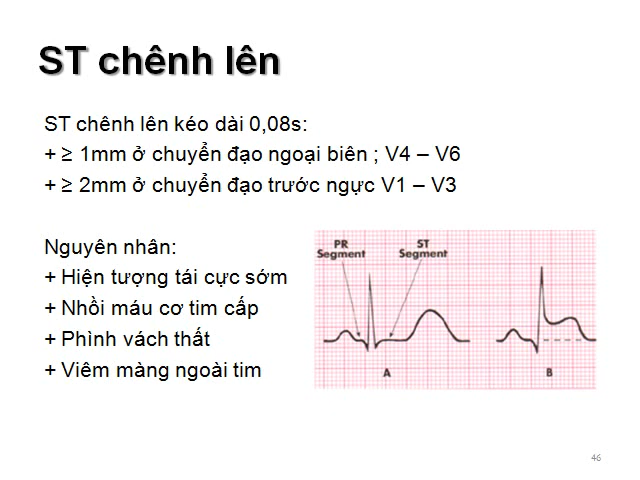 ST chênh lên
ST chênh lên kéo dài 0,08s:
+ ≥ 1mm ở chuyển đạo ngoại biên ; V4 – V6
+ ≥ 2mm ở chuyển đạo trước ngực V1 – V3
Nguyên nhân:
+ Hiện tượng tái cực sớm
+ Nhồi máu cơ tim cấp
+ Phình vách thất
+ Viêm màng ngoài tim
PR
Segment
ST
Segment
A
B
46